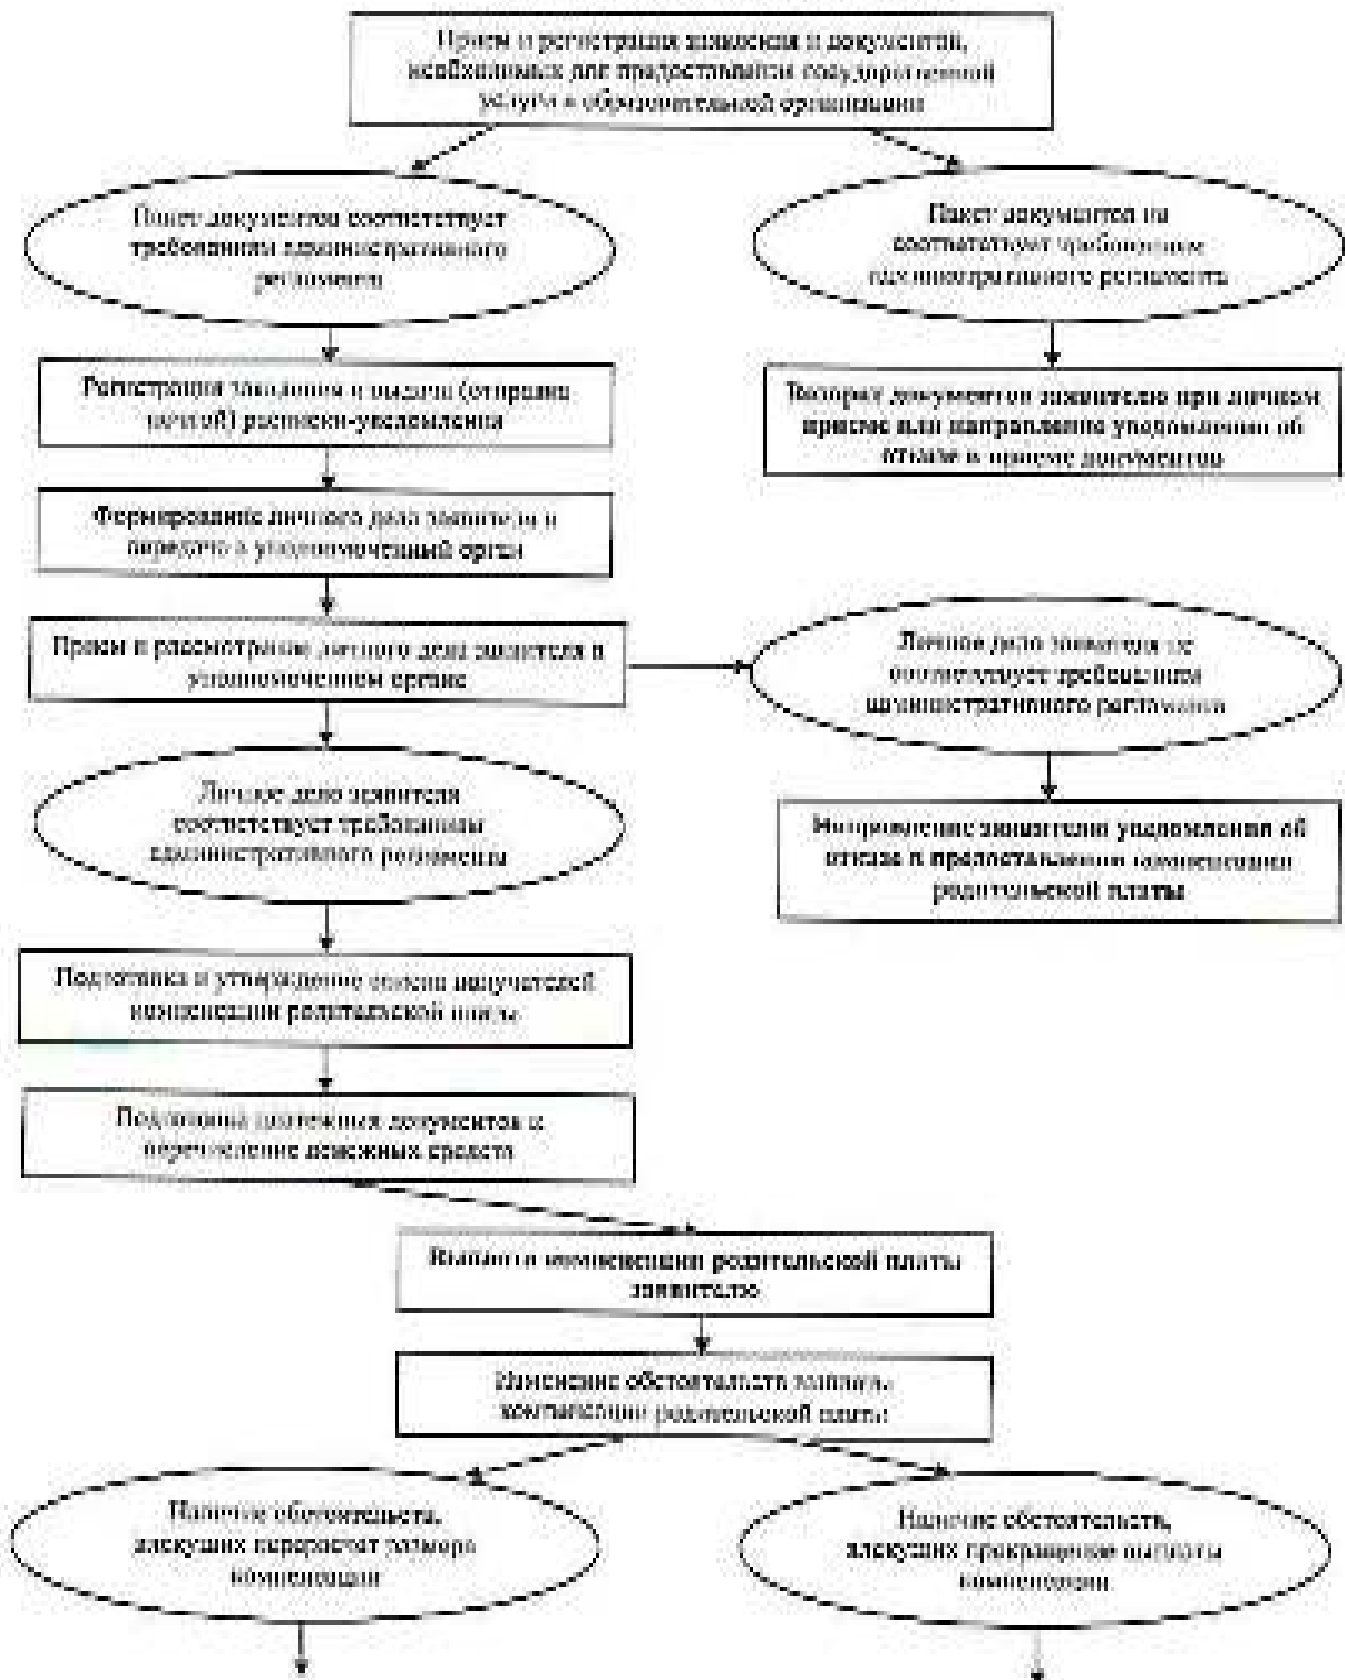 Прием и регистрация заявления и документов,
необходимых для предоставления государственной
услуги в образовательной организации
Пакет документов соответствует
требованиям административного
регламента
Пакет документов не
соответствует требованиям
административного регламента
Регистрация заявления и выдача (отправка
почтой) расписки-уведомления
Возврат документов заявителю при личном
приеме или направление уведомления об
отказе в приеме документов
Формирование личного дела заявителя и
передача в уполномоченный орган
Прием и рассмотрение личного дела заявителя в
уполномоченном органе
Личное дело заявителя не
соответствует требованиям
административного регламента
Личное дело заявителя
соответствует требованиям
административного регламента
Направление заявителю уведомления об
отказе в предоставлении компенсации
родительской платы
Подготовка и утверждение списка получателей
компенсации родительской платы
Подготовка платежных документов и
перечисление денежных средств
Выплата компенсации родительской платы
заявителю
Изменение обстоятельств выплаты
компенсации родительской платы
Наличие обстоятельств,
влекущих перерасчет размера
компенсации
Наличие обстоятельств,
влекущих прекращение выплаты
компенсации